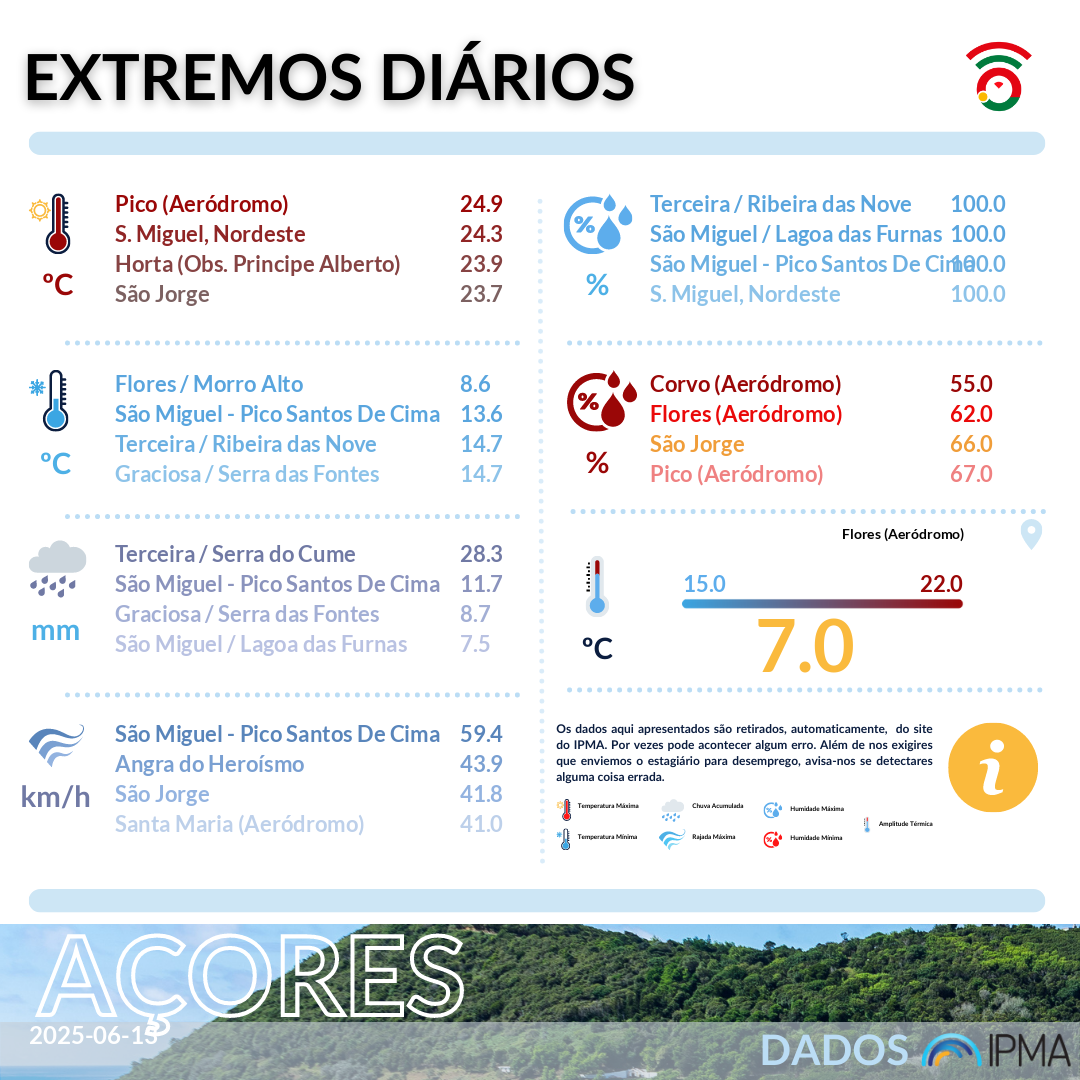 EXTREMOS DIÁRIOS
Pico (Aeródromo) 24.9
S. Miguel, Nordeste 24.3
Horta (Obs. Principe Alberto) 23.9
São Jorge 23.7
ºC
Flores / Morro Alto 8.6
São Miguel - Pico Santos De Cima 13.6
Terceira / Ribeira das Nove 14.7
Graciosa / Serra das Fontes 14.7
ºC
Terceira / Serra do Cume 28.3
São Miguel - Pico Santos De Cima 11.7
Graciosa / Serra das Fontes 8.7
São Miguel / Lagoa das Furnas 7.5
mm
São Miguel - Pico Santos De Cima 59.4
Angra do Heroísmo 43.9
São Jorge 41.8
Santa Maria (Aeródromo) 41.0
km/h
%
Terceira / Ribeira das Nove 100.0
São Miguel / Lagoa das Furnas 100.0
São Miguel - Pico Santos De Cima 100.0
S. Miguel, Nordeste 100.0
%
%
Corvo (Aeródromo) 55.0
Flores (Aeródromo) 62.0
São Jorge 66.0
Pico (Aeródromo) 67.0
%
Flores (Aeródromo)
15.0 22.0
7.0
ºC
Os dados aqui apresentados são retirados, automaticamente, do site
do IPMA. Por vezes pode acontecer algum erro. Além de nos exigires
que enviemos o estagiário para desemprego, avisa-nos se detectares
alguma coisa errada.
i
Temperatura Máxima
Chuva Acumulada
Humidade Máxima
Amplitude Térmica
Temperatura Mínima
Rajada Máxima
Humidade Mínima
AÇORES
2025-06-13
DADOS IPMA